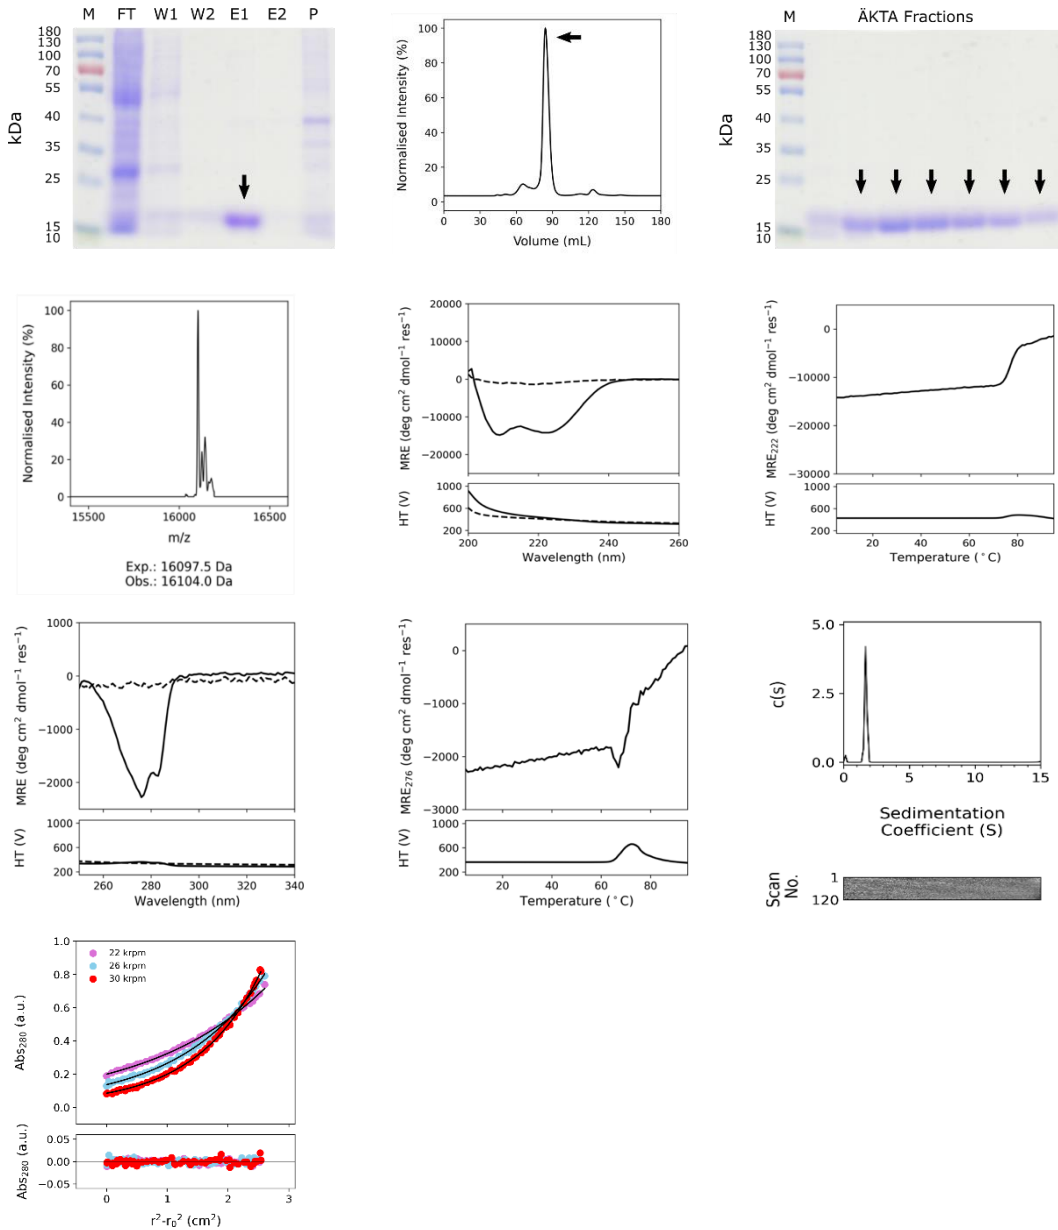 M FT W1 W2 E1 E2 P
kDa
180
130
100
70
55
40
35
25
15
10
Normalised Intensity (%)
100
80
60
40
20
0
0 30 60 90 120 150 180
Volume (mL)
M ÄKTA Fractions
kDa
180
130
100
70
55
40
35
25
15
10
Normalised Intensity (%)
100
80
60
40
20
0
15500 16000 16500
m/z
Exp.: 16097.5 Da
Obs.: 16104.0 Da
MRE (deg cm² dmol⁻¹ res⁻¹)
20000
10000
0
−10000
−20000
HT (V)
1000
600
200
200 220 240 260
Wavelength (nm)
MRE₂₂₂ (deg cm² dmol⁻¹ res⁻¹)
0
−10000
−20000
−30000
HT (V)
1000
600
200
20 40 60 80
Temperature (°C)
MRE (deg cm² dmol⁻¹ res⁻¹)
1000
0
−1000
−2000
HT (V)
1000
600
200
260 280 300 320 340
Wavelength (nm)
MRE₂₇₆ (deg cm² dmol⁻¹ res⁻¹)
0
−1000
−2000
−3000
HT (V)
1000
600
200
20 40 60 80
Temperature (°C)
c(s)
5.0
2.5
0.0
0 5 10 15
Sedimentation
Coefficient (S)
Scan
No.
1
120
Abs₂₈₀ (a.u.)
1.0
0.8
0.6
0.4
0.2
0.0
22 krpm
26 krpm
30 krpm
Abs₂₈₀ (a.u.)
0.05
0.00
−0.05
0 1 2 3
r²-r₀² (cm²)